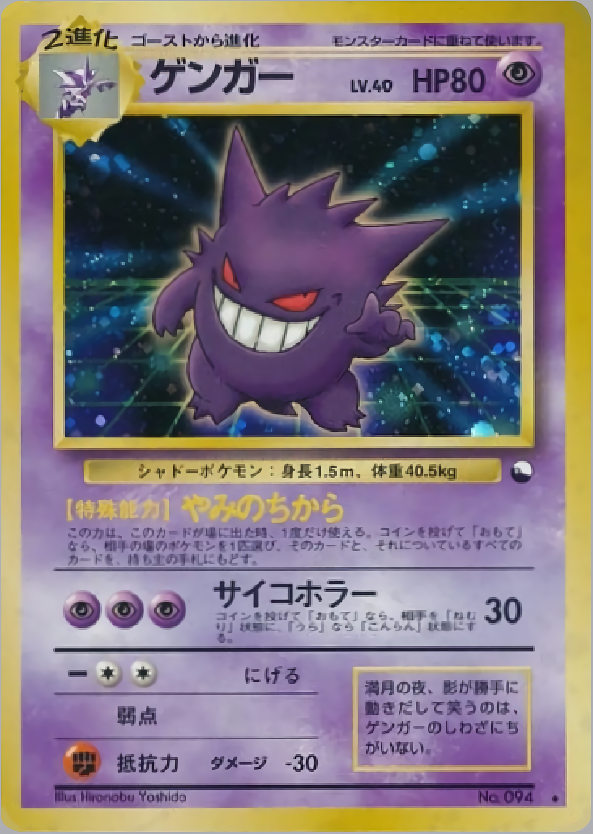 2進化 ゴーストから進化 モンスターカードに重ねて使います。
ゲンガー LV.40 HP80
シャドーポケモン：身長1.5m、体重40.5kg
[特殊能力] やみのちから
この力は、このカードが場に出た時、1度だけ使える。コインを投げて「おもて」
なら、相手の場のポケモンを1匹選び、そのカードと、それについているすべての
カードを、持ち主の手札にもどす。
サイコホラー 30
コインを投げて「おもて」なら、相手を「ねむ
り」状態に、「うら」なら「こんらん」状態にす
る。
にげる
弱点
抵抗力 ダメージ -30
満月の夜、影が勝手に
動きだして笑うのは、
ゲンガーのしわざにち
がいない。
Illus. Hironobu Yoshida No. 094